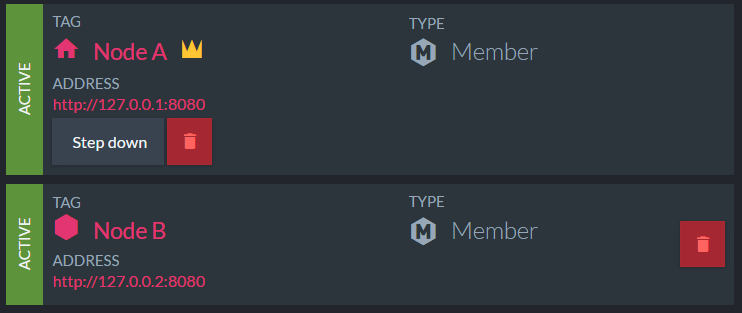 ACTIVE
TAG
Node A
TYPE
M Member
ADDRESS
http://127.0.0.1:8080
Step down
ACTIVE
TAG
Node B
TYPE
M Member
ADDRESS
http://127.0.0.2:8080